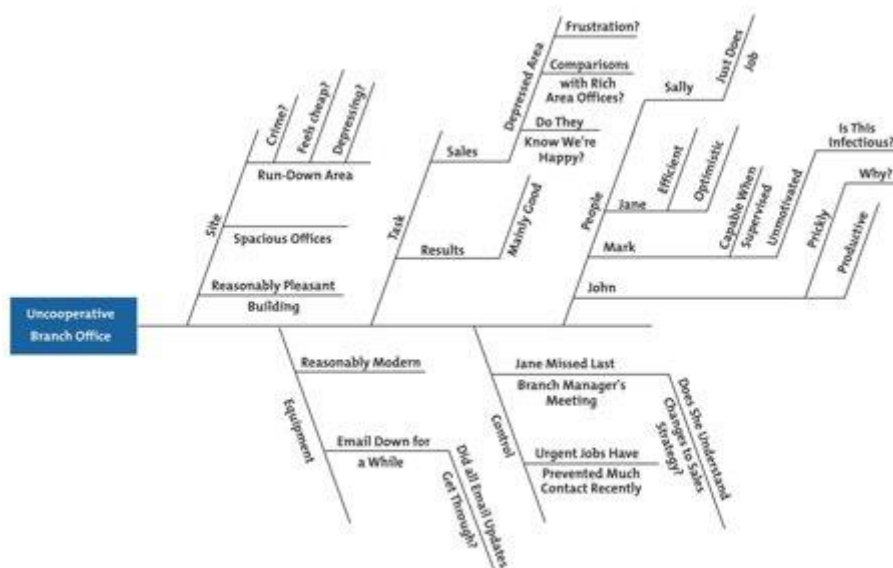 Uncooperative
Branch Office
Site
Crime?
Feels cheap?
Depressing?
Run-Down Area
Spacious Offices
Reasonably Pleasant
Building
Task
Sales
Depressed Area
Frustration?
Comparisons
with Rich
Area Offices?
Do They
Know We're
Happy?
Results
Mainly Good
People
Sally
Just Does
Job
Jane
Efficient
Optimistic
Mark
Capable When
Supervised
Unmotivated
Is This
Infectious?
John
Prickly
Why?
Productive
Equipment
Reasonably Modern
Email Down for
a While
Did all Email Updates
Get Through?
Control
Jane Missed Last
Branch Manager's
Meeting
Does She Understand
Changes to Sales
Strategy?
Urgent Jobs Have
Prevented Much
Contact Recently